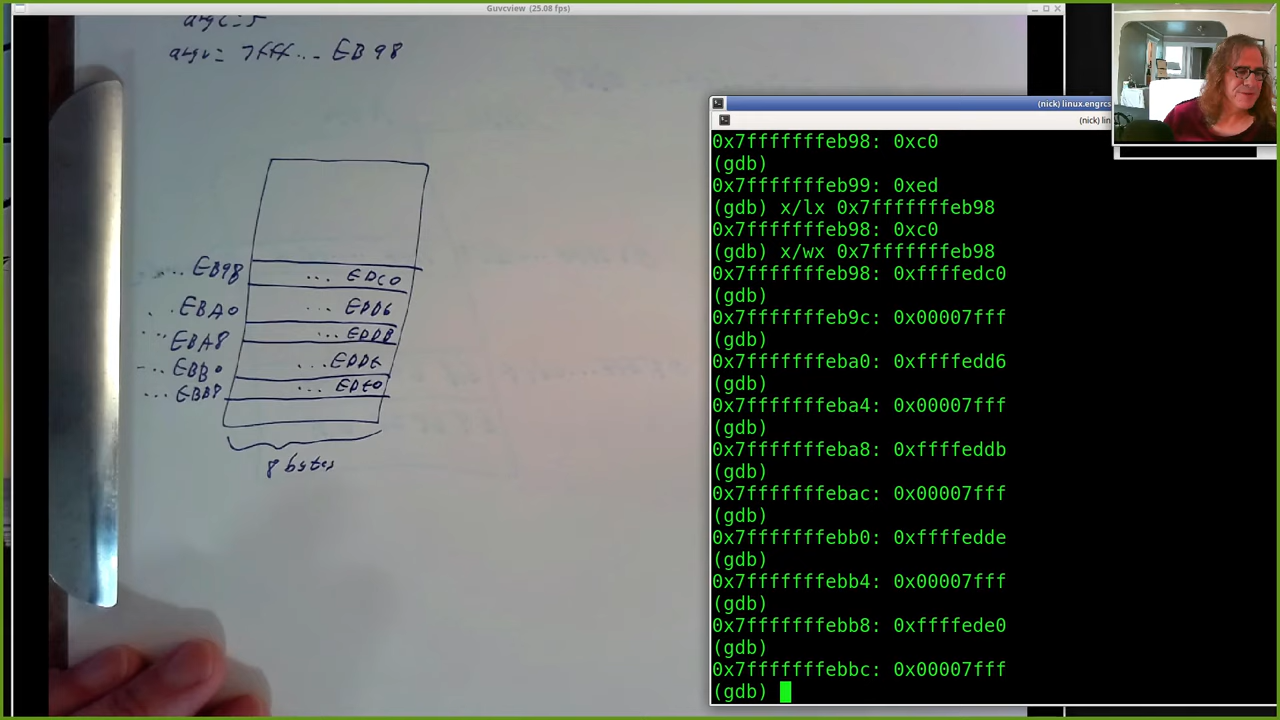 Guvcview (25.08 fps)
argc=5
argv= 7fff... EB98
... EB98 ... EDC0
... EBA0 ... EDD6
... EBA8 ... EDDB
... EBB0 ... EDDE
... EBB8 ... EDE0
8 bytes
(nick) linux.engrcs
(nick) lin
0x7fffffffeb98: 0xc0
(gdb)
0x7fffffffeb99: 0xed
(gdb) x/lx 0x7fffffffeb98
0x7fffffffeb98: 0xc0
(gdb) x/wx 0x7fffffffeb98
0x7fffffffeb98: 0xffffedc0
(gdb)
0x7fffffffeb9c: 0x00007fff
(gdb)
0x7fffffffeba0: 0xffffedd6
(gdb)
0x7fffffffeba4: 0x00007fff
(gdb)
0x7fffffffeba8: 0xffffeddb
(gdb)
0x7fffffffebac: 0x00007fff
(gdb)
0x7fffffffebb0: 0xffffedde
(gdb)
0x7fffffffebb4: 0x00007fff
(gdb)
0x7fffffffebb8: 0xffffede0
(gdb)
0x7fffffffebbc: 0x00007fff
(gdb)